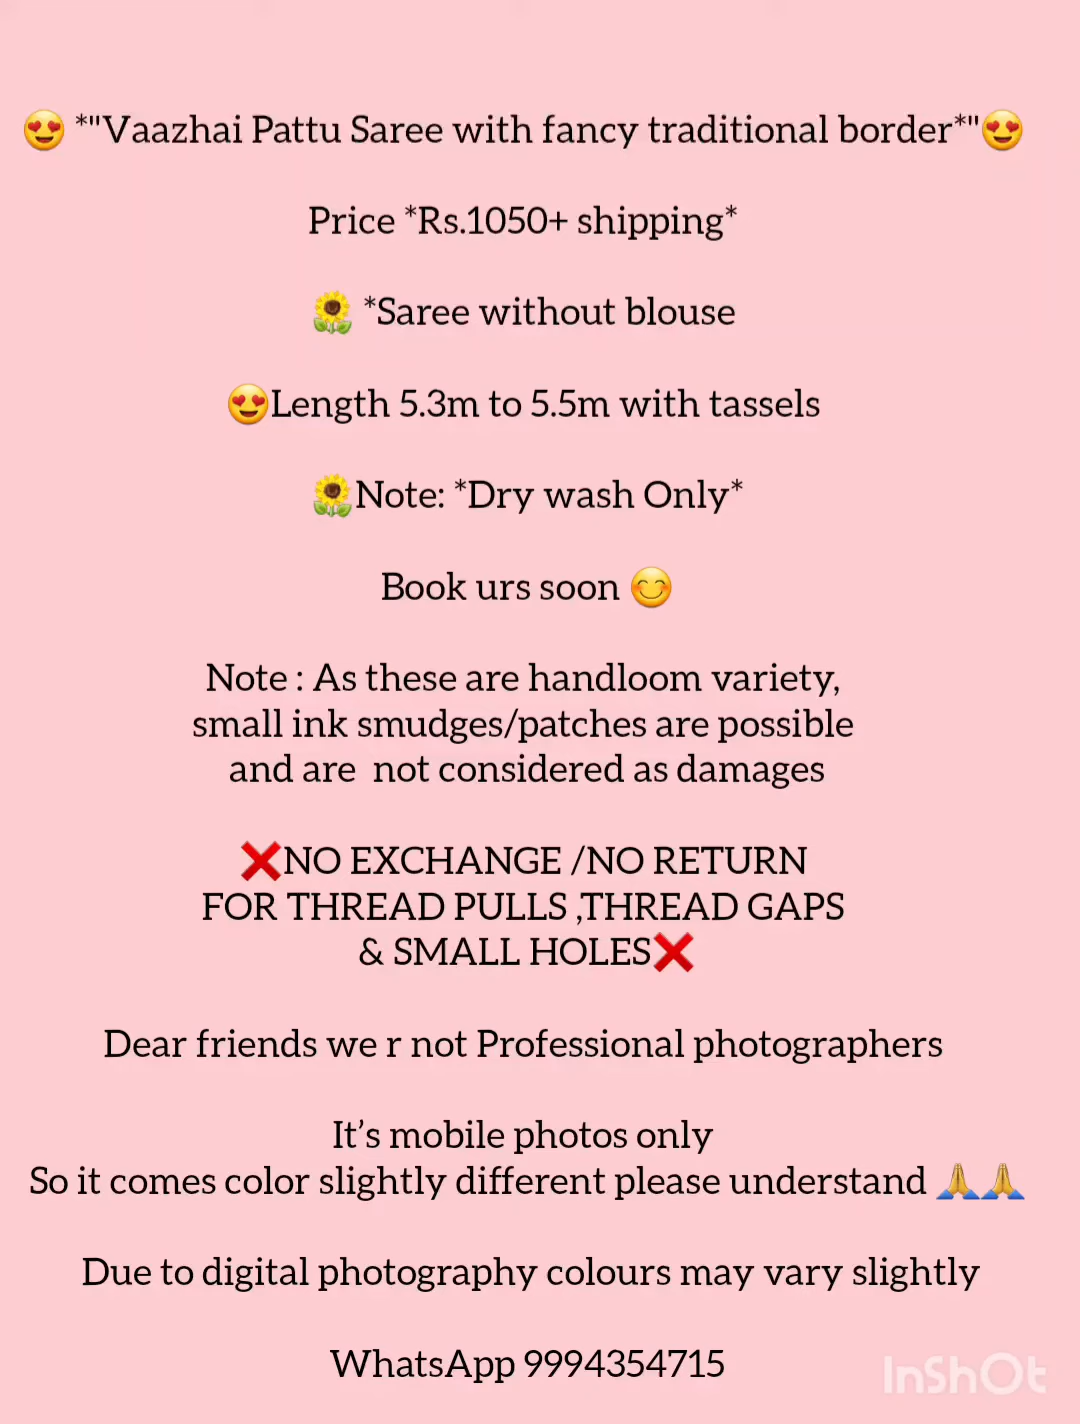 😍 *"Vaazhai Pattu Saree with fancy traditional border*"😍
Price *Rs.1050+ shipping*
🌻 *Saree without blouse
😍Length 5.3m to 5.5m with tassels
🌻Note: *Dry wash Only*
Book urs soon 😊
Note : As these are handloom variety,
small ink smudges/patches are possible
and are  not considered as damages
❌NO EXCHANGE /NO RETURN
FOR THREAD PULLS ,THREAD GAPS
& SMALL HOLES❌
Dear friends we r not Professional photographers
It’s mobile photos only
So it comes color slightly different please understand 🙏🙏
Due to digital photography colours may vary slightly
WhatsApp 9994354715
InShOt